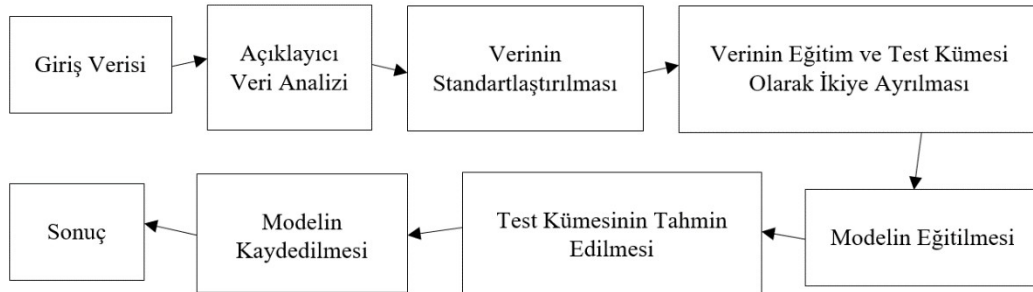 Giriş Verisi
Açıklayıcı
Veri Analizi
Verinin
Standartlaştırılması
Verinin Eğitim ve Test Kümesi
Olarak İkiye Ayrılması
Modelin Eğitilmesi
Test Kümesinin Tahmin
Edilmesi
Modelin
Kaydedilmesi
Sonuç